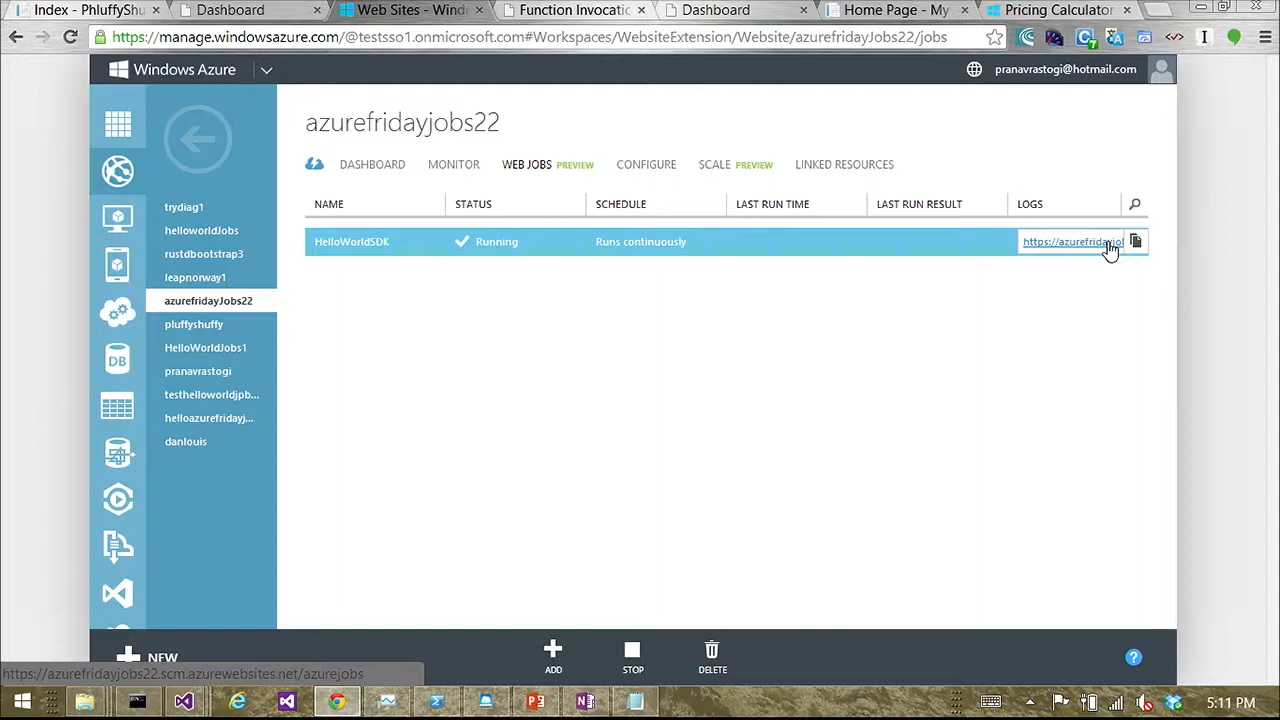 Index - PhluffyShu
Dashboard
Web Sites - Wind
Function Invocatio
Dashboard
Home Page - My
Pricing Calculator
https://manage.windowsazure.com/@testsso1.onmicrosoft.com#Workspaces/WebsiteExtension/Website/azurefridayJobs22/jobs
Windows Azure
pranavrastogi@hotmail.com
azurefridayjobs22
DASHBOARD MONITOR WEB JOBS PREVIEW CONFIGURE SCALE PREVIEW LINKED RESOURCES
NAME STATUS SCHEDULE LAST RUN TIME LAST RUN RESULT LOGS
HelloWorldSDK Running Runs continuously https://azurefridayjo
trydiag1
helloworldJobs
rustdbootstrap3
leapnorway1
azurefridayJobs22
pluffyshuffy
HelloWorldJobs1
pranavrastogi
testhelloworldjpb...
helloazurefridayj...
danlouis
DB
NEW
ADD
STOP
DELETE
?
https://azurefridayjobs22.scm.azurewebsites.net/azurejobs
5:11 PM